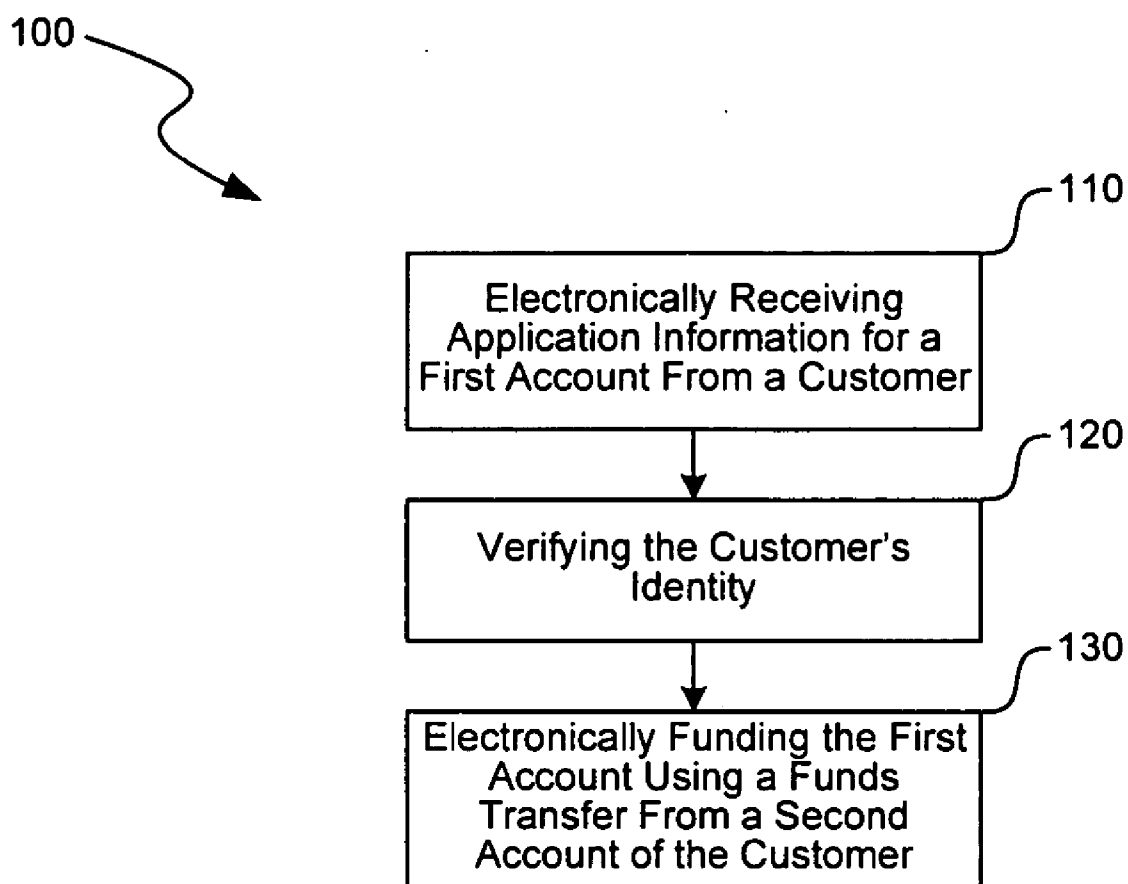 100
110
Electronically Receiving
Application Information for a
First Account From a Customer
120
Verifying the Customer's
Identity
130
Electronically Funding the First
Account Using a Funds
Transfer From a Second
Account of the Customer